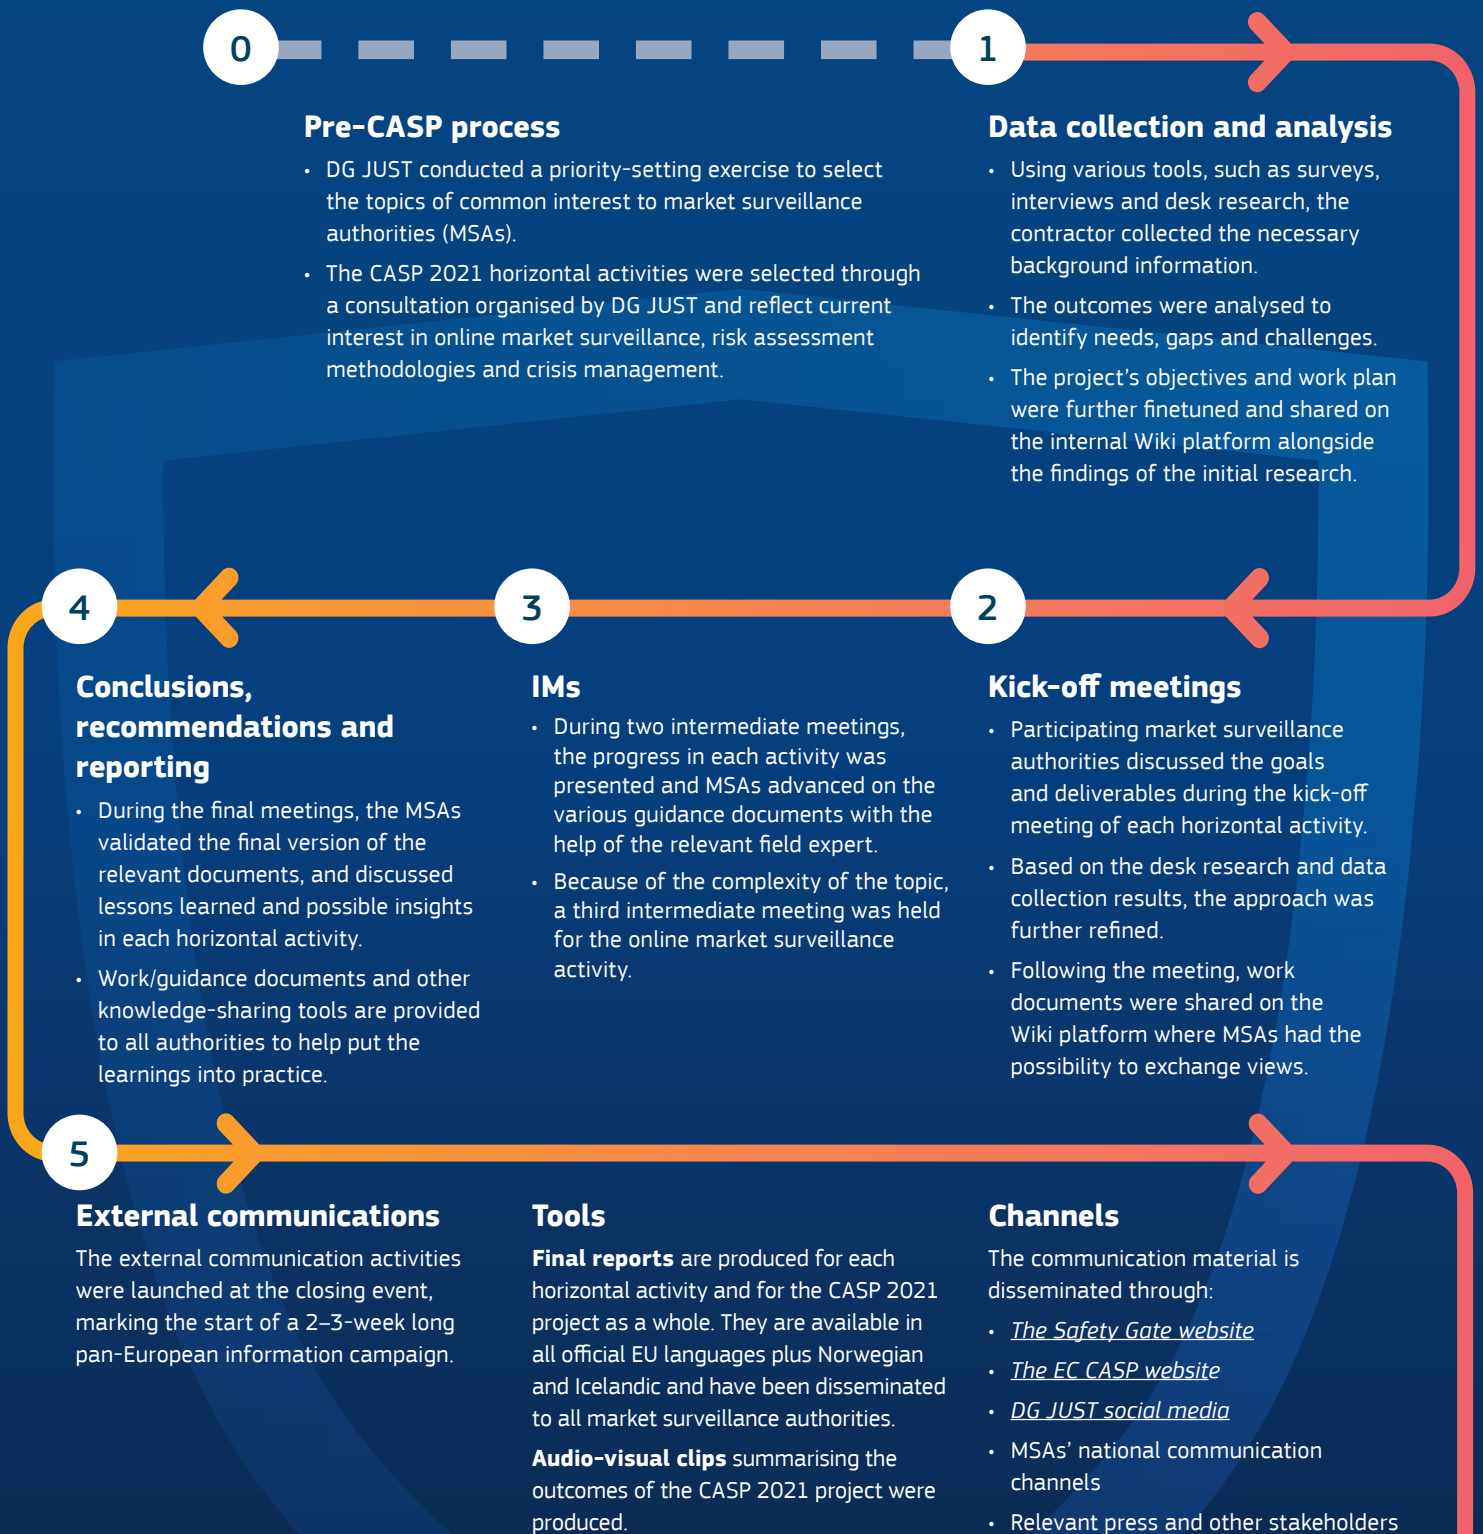 0
Pre-CASP process
• DG JUST conducted a priority-setting exercise to select
the topics of common interest to market surveillance
authorities (MSAs).
• The CASP 2021 horizontal activities were selected through
a consultation organised by DG JUST and reflect current
interest in online market surveillance, risk assessment
methodologies and crisis management.
1
Data collection and analysis
• Using various tools, such as surveys,
interviews and desk research, the
contractor collected the necessary
background information.
• The outcomes were analysed to
identify needs, gaps and challenges.
• The project's objectives and work plan
were further finetuned and shared on
the internal Wiki platform alongside
the findings of the initial research.
2
Kick-off meetings
• Participating market surveillance
authorities discussed the goals
and deliverables during the kick-off
meeting of each horizontal activity.
• Based on the desk research and data
collection results, the approach was
further refined.
• Following the meeting, work
documents were shared on the
Wiki platform where MSAs had the
possibility to exchange views.
3
IMs
• During two intermediate meetings,
the progress in each activity was
presented and MSAs advanced on the
various guidance documents with the
help of the relevant field expert.
• Because of the complexity of the topic,
a third intermediate meeting was held
for the online market surveillance
activity.
4
Conclusions,
recommendations and
reporting
• During the final meetings, the MSAs
validated the final version of the
relevant documents, and discussed
lessons learned and possible insights
in each horizontal activity.
• Work/guidance documents and other
knowledge-sharing tools are provided
to all authorities to help put the
learnings into practice.
5
External communications
The external communication activities
were launched at the closing event,
marking the start of a 2–3-week long
pan-European information campaign.
Tools
Final reports are produced for each
horizontal activity and for the CASP 2021
project as a whole. They are available in
all official EU languages plus Norwegian
and Icelandic and have been disseminated
to all market surveillance authorities.
Audio-visual clips summarising the
outcomes of the CASP 2021 project were
produced.
Channels
The communication material is
disseminated through:
• The Safety Gate website
• The EC CASP website
• DG JUST social media
• MSAs' national communication
channels
• Relevant press and other stakeholders